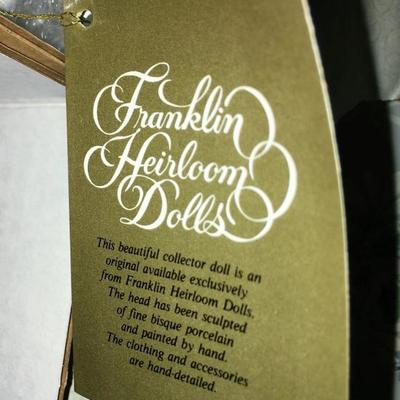 Franklin
Heirloom
Dolls
This beautiful collector doll is an
original available exclusively
from Franklin Heirloom Dolls.
The head has been sculpted
of fine bisque porcelain
and painted by hand.
The clothing and accessories
are hand-detailed.